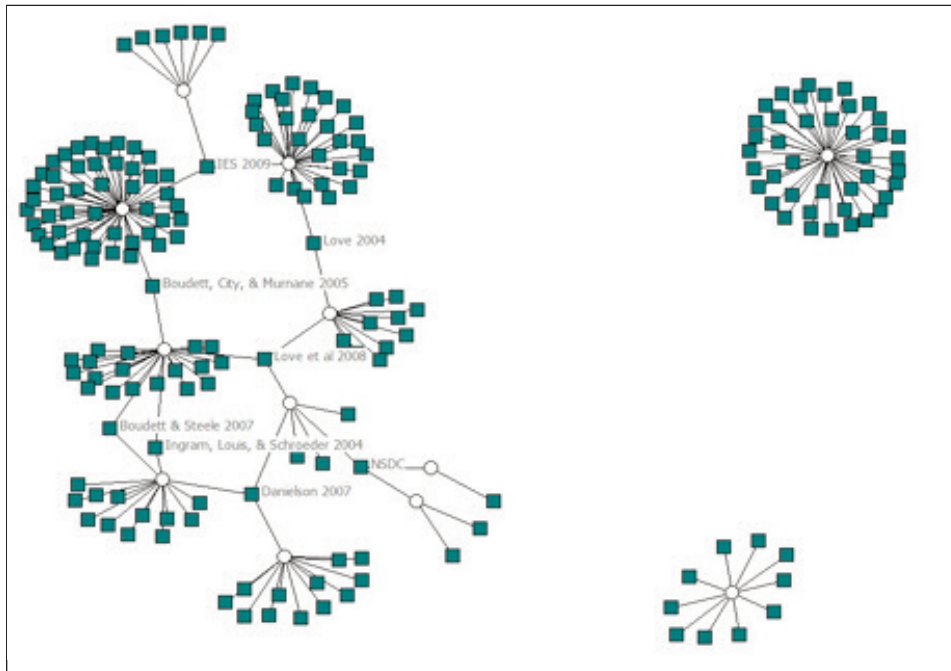 IES 2009
Love 2004
Boudett, City, & Murnane 2005
Love et al 2008
Boudett & Steele 2007
Ingram, Louis, & Schroeder 2004
NSDC
Danielson 2007